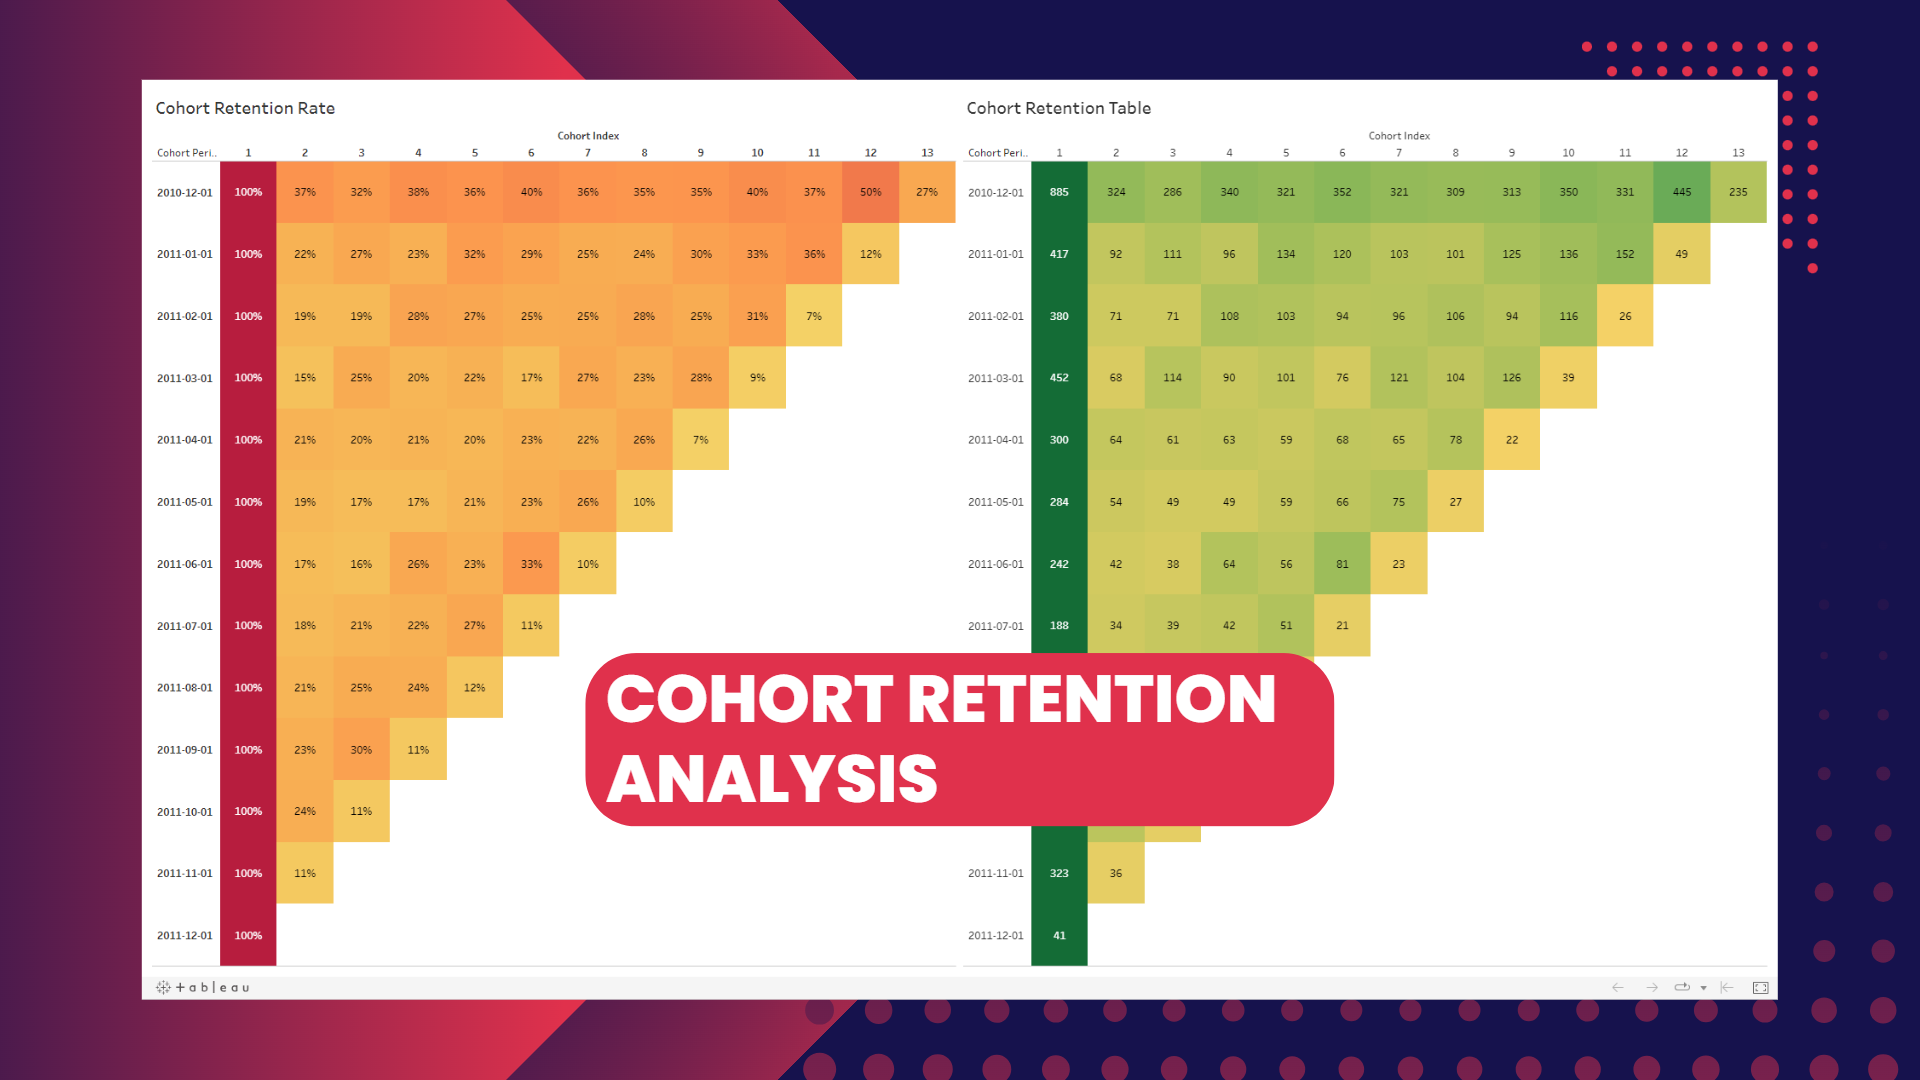 Cohort Retention Rate
Cohort Index
Cohort Peri.. 1 2 3 4 5 6 7 8 9 10 11 12 13
2010-12-01 100% 37% 32% 38% 36% 40% 36% 35% 35% 40% 37% 50% 27%
2011-01-01 100% 22% 27% 23% 32% 29% 25% 24% 30% 33% 36% 12%
2011-02-01 100% 19% 19% 28% 27% 25% 25% 28% 25% 31% 7%
2011-03-01 100% 15% 25% 20% 22% 17% 27% 23% 28% 9%
2011-04-01 100% 21% 20% 21% 20% 23% 22% 26% 7%
2011-05-01 100% 19% 17% 17% 21% 23% 26% 10%
2011-06-01 100% 17% 16% 26% 23% 33% 10%
2011-07-01 100% 18% 21% 22% 27% 11%
2011-08-01 100% 21% 25% 24% 12%
2011-09-01 100% 23% 30% 11%
2011-10-01 100% 24% 11%
2011-11-01 100% 11%
2011-12-01 100%
Cohort Retention Table
Cohort Index
Cohort Peri.. 1 2 3 4 5 6 7 8 9 10 11 12 13
2010-12-01 885 324 286 340 321 352 321 309 313 350 331 445 235
2011-01-01 417 92 111 96 134 120 103 101 125 136 152 49
2011-02-01 380 71 71 108 103 94 96 106 94 116 26
2011-03-01 452 68 114 90 101 76 121 104 126 39
2011-04-01 300 64 61 63 59 68 65 78 22
2011-05-01 284 54 49 49 59 66 75 27
2011-06-01 242 42 38 64 56 81 23
2011-07-01 188 34 39 42 51 21
2011-11-01 323 36
2011-12-01 41
COHORT RETENTION
ANALYSIS
+ableau